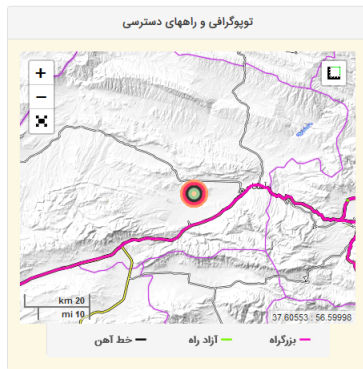 توپوگرافی و راههای دسترسی
+
−
20 km
10 mi
37.60553 : 56.59998
بزرگراه
آزاد راه
خط آهن